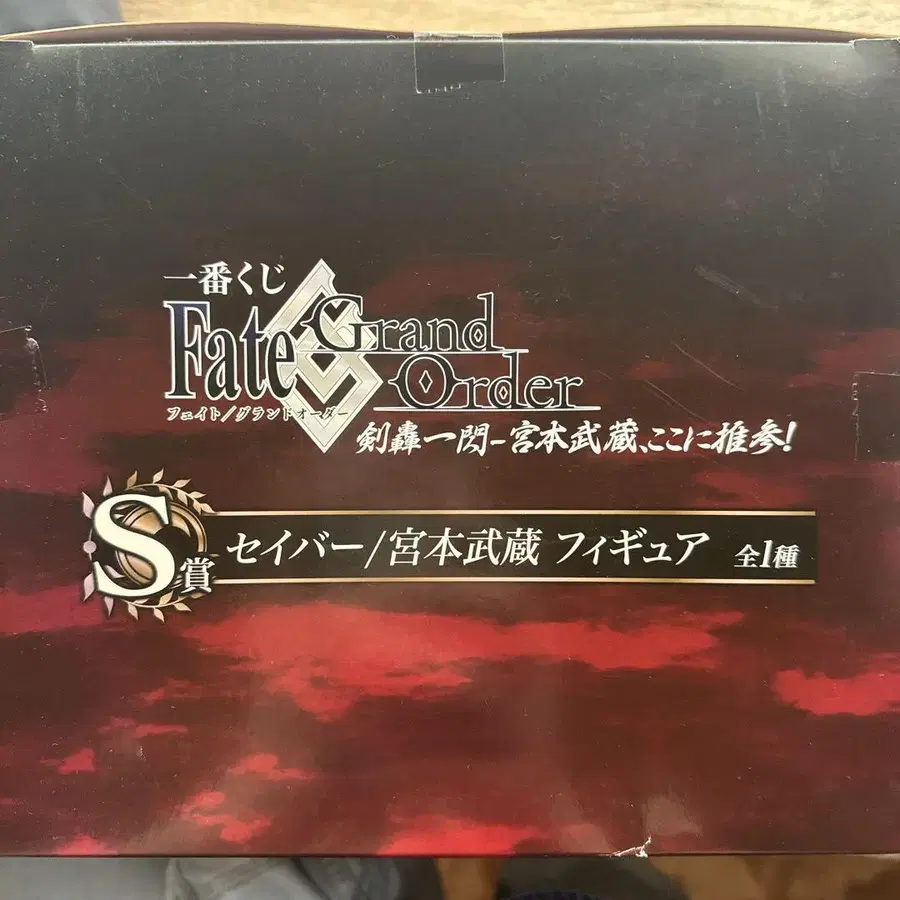 一番くじ
Fate Grand Order
フェイト/グランドオーダー
剣轟一閃-宮本武蔵、ここに推参!
S賞 セイバー/宮本武蔵 フィギュア 全1種